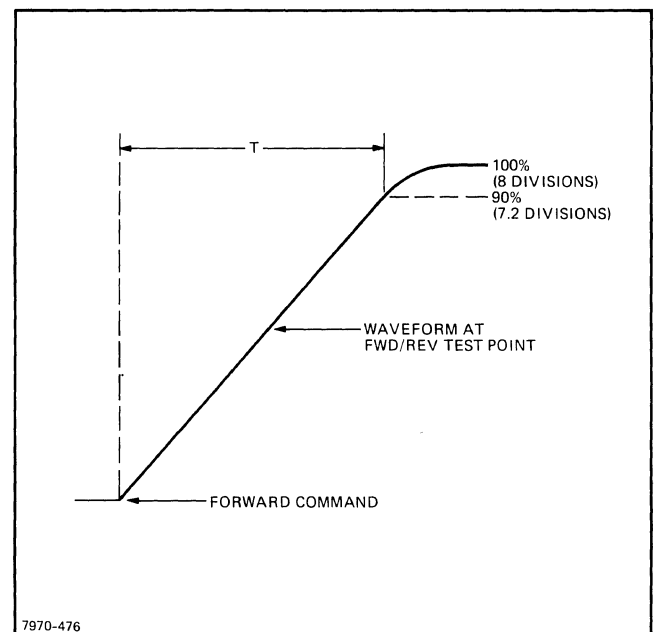 T
100%
(8 DIVISIONS)
90%
(7.2 DIVISIONS)
WAVEFORM AT
FWD/REV TEST POINT
FORWARD COMMAND
7970-476